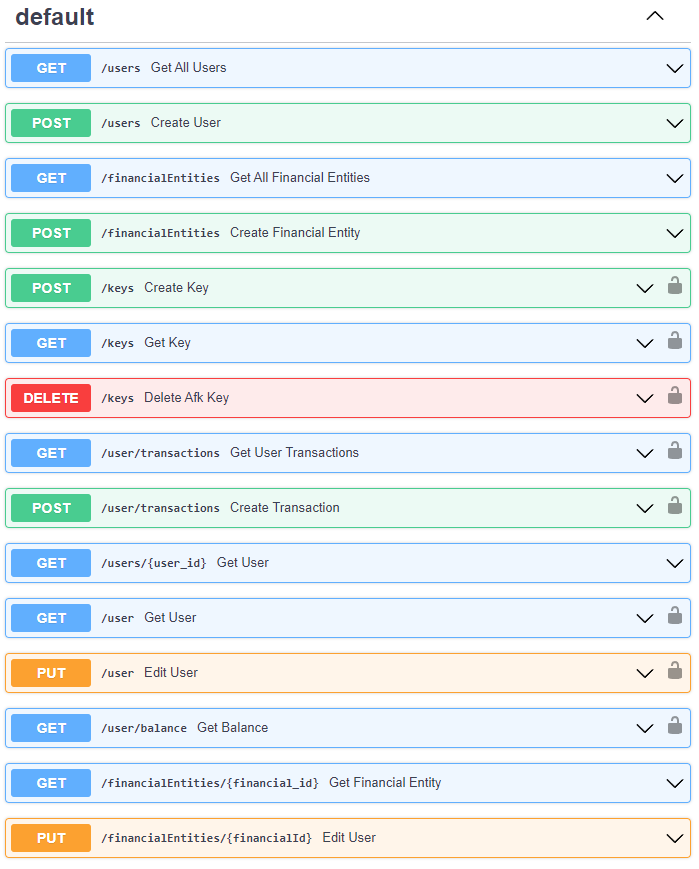 default
GET /users Get All Users
POST /users Create User
GET /financialEntities Get All Financial Entities
POST /financialEntities Create Financial Entity
POST /keys Create Key
GET /keys Get Key
DELETE /keys Delete Afk Key
GET /user/transactions Get User Transactions
POST /user/transactions Create Transaction
GET /users/{user_id} Get User
GET /user Get User
PUT /user Edit User
GET /user/balance Get Balance
GET /financialEntities/{financial_id} Get Financial Entity
PUT /financialEntities/{financialId} Edit User